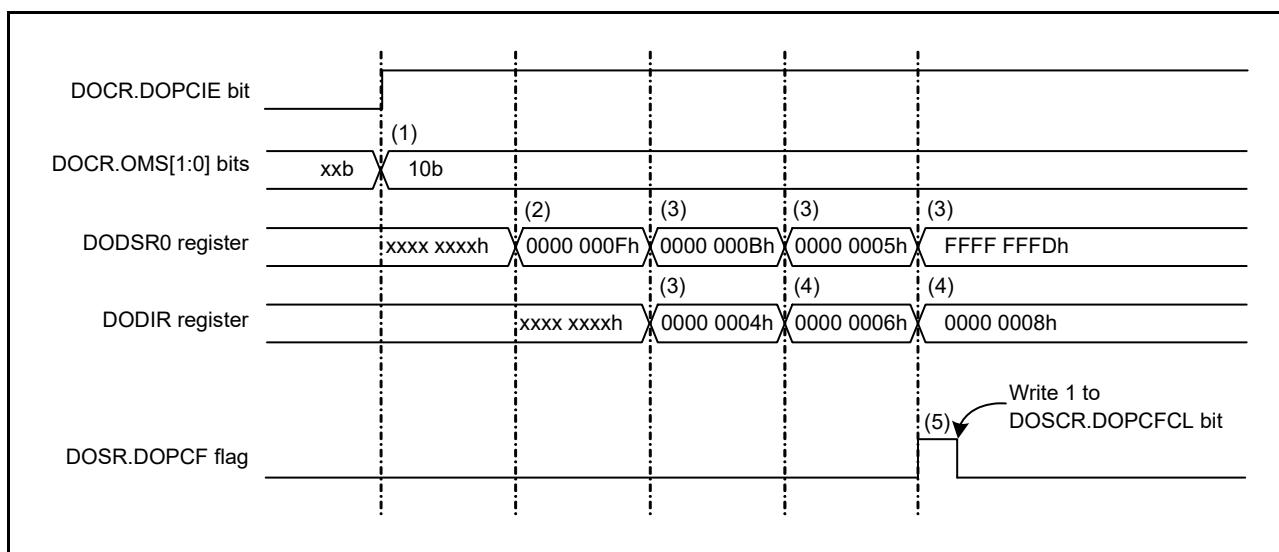 DOCR.DOPCIE bit
(1)
DOCR.OMS[1:0] bits xxb 10b
(2) (3) (3) (3)
DODSR0 register xxxx xxxxh 0000 000Fh 0000 000Bh 0000 0005h FFFF FFFDh
(3) (4) (4)
DODIR register xxxx xxxxh 0000 0004h 0000 0006h 0000 0008h
Write 1 to
(5) DOSCR.DOPCFCL bit
DOSR.DOPCF flag